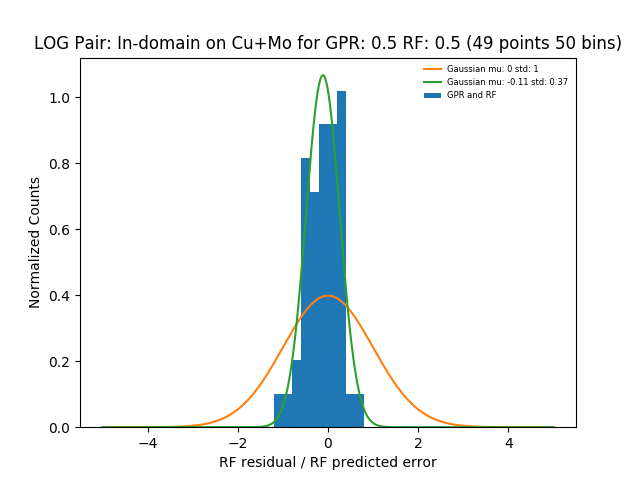 LOG Pair: In-domain on Cu+Mo for GPR: 0.5 RF: 0.5 (49 points 50 bins)
Gaussian mu: 0 std: 1
Gaussian mu: -0.11 std: 0.37
GPR and RF
Normalized Counts
1.0
0.8
0.6
0.4
0.2
0.0
−4
−2
0
2
4
RF residual / RF predicted error